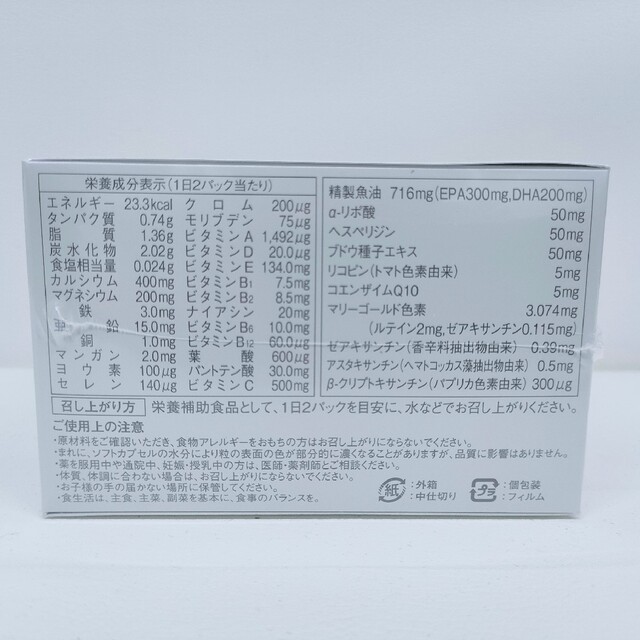 栄養成分表示(1日2パック当たり)
エネルギー 23.3kcal ク ロ ム 200μg
タンパク質 0.74g モリブデン 75μg
脂質 1.36g ビタミンA 1,492μg
炭水化物 2.02g ビタミンD 20.0μg
食塩相当量 0.024g ビタミンE 134.0mg
カルシウム 400mg ビタミンB1 7.5mg
マグネシウム 200mg ビタミンB2 8.5mg
鉄 3.0mg ナイアシン 20mg
亜鉛 15.0mg ビタミンB6 10.0mg
銅 1.0mg ビタミンB12 60.0μg
マンガン 2.0mg 葉酸 600μg
ヨウ素 100μg パントテン酸 30.0mg
セレン 140μg ビタミンC 500mg
精製魚油 716mg(EPA300mg,DHA200mg)
α-リポ酸 50mg
ヘスペリジン 50mg
ブドウ種子エキス 50mg
リコピン(トマト色素由来) 5mg
コエンザイムQ10 5mg
マリーゴールド色素 3.074mg
(ルテイン2mg,ゼアキサンチン0.115mg)
ゼアキサンチン(香辛料抽出物由来) 0.39mg
アスタキサンチン(ヘマトコッカス藻抽出物由来) 0.5mg
β-クリプトキサンチン(パプリカ色素由来) 300μg
召し上がり方 栄養補助食品として、1日2パックを目安に、水などでお召し上がりください。
ご使用上の注意
・原材料をご確認いただき、食物アレルギーをおもちの方はお召し上がりにならないでください。
・まれに、ソフトカプセルの水分により粒の表面の色が部分的に濃くなることがありますが、品質に影響はありません。
・薬を服用中や通院中、妊娠・授乳中の方は、医師・薬剤師とご相談ください。
・体質、体調に合わない場合は、お召し上がりにならないでください。
・お子様の手の届かない場所に保管してください。
・食生活は、主食、主菜、副菜を基本に、食事のバランスを。
紙 :外箱
:中仕切り
プラ :個包装
:フィルム